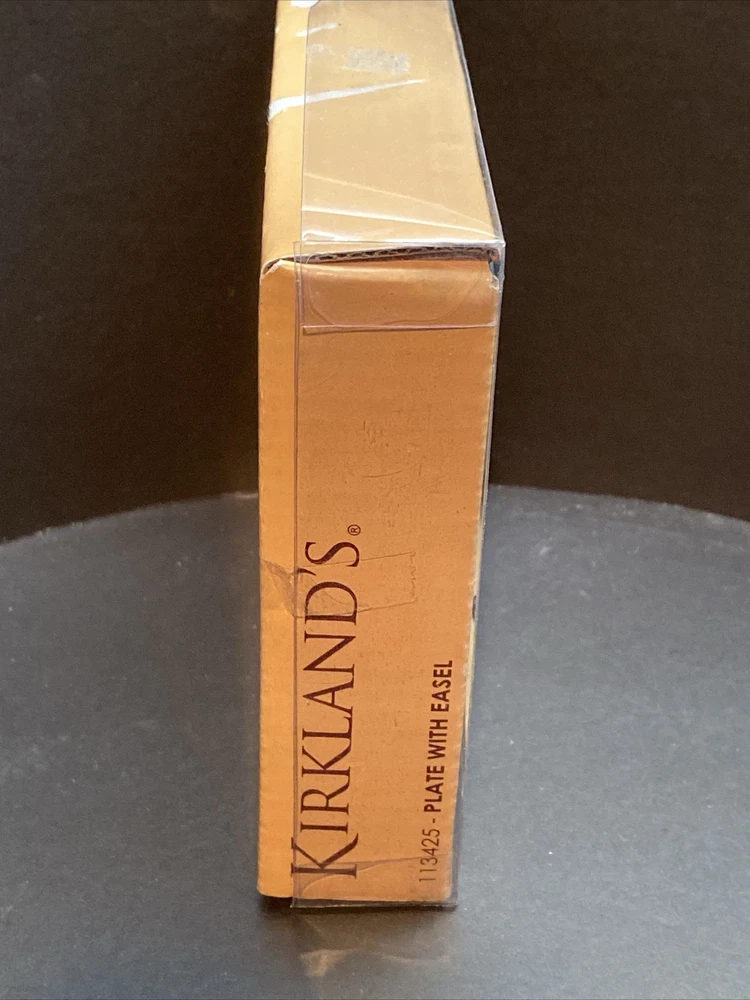 KIRKLAND'S®
113425 - PLATE WITH EASEL